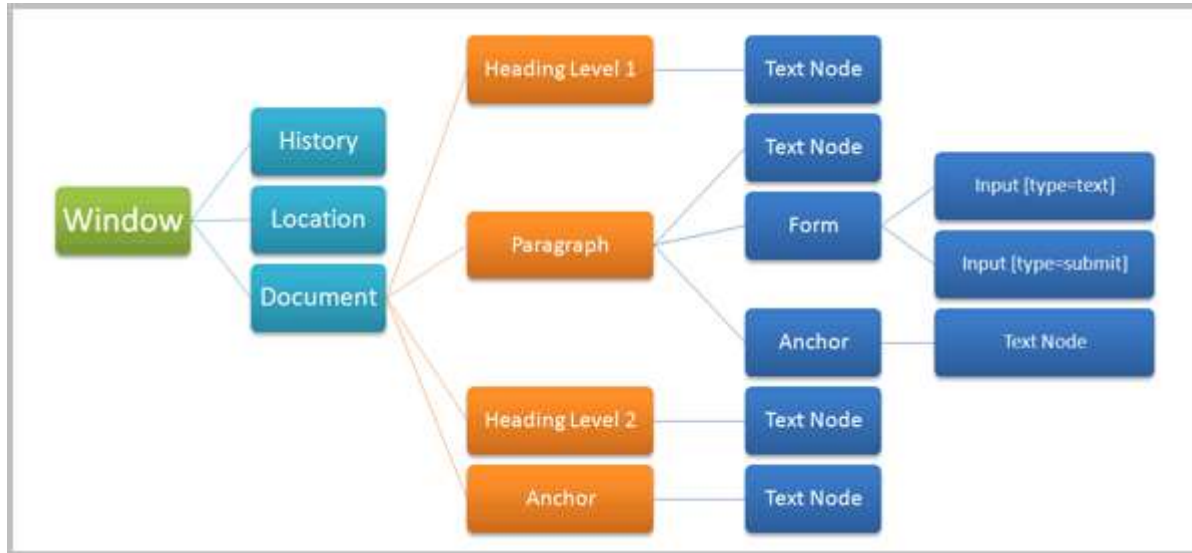 Window
History
Location
Document
Heading Level 1
Paragraph
Heading Level 2
Anchor
Text Node
Text Node
Form
Anchor
Text Node
Text Node
Input [type=text]
Input [type=submit]
Text Node